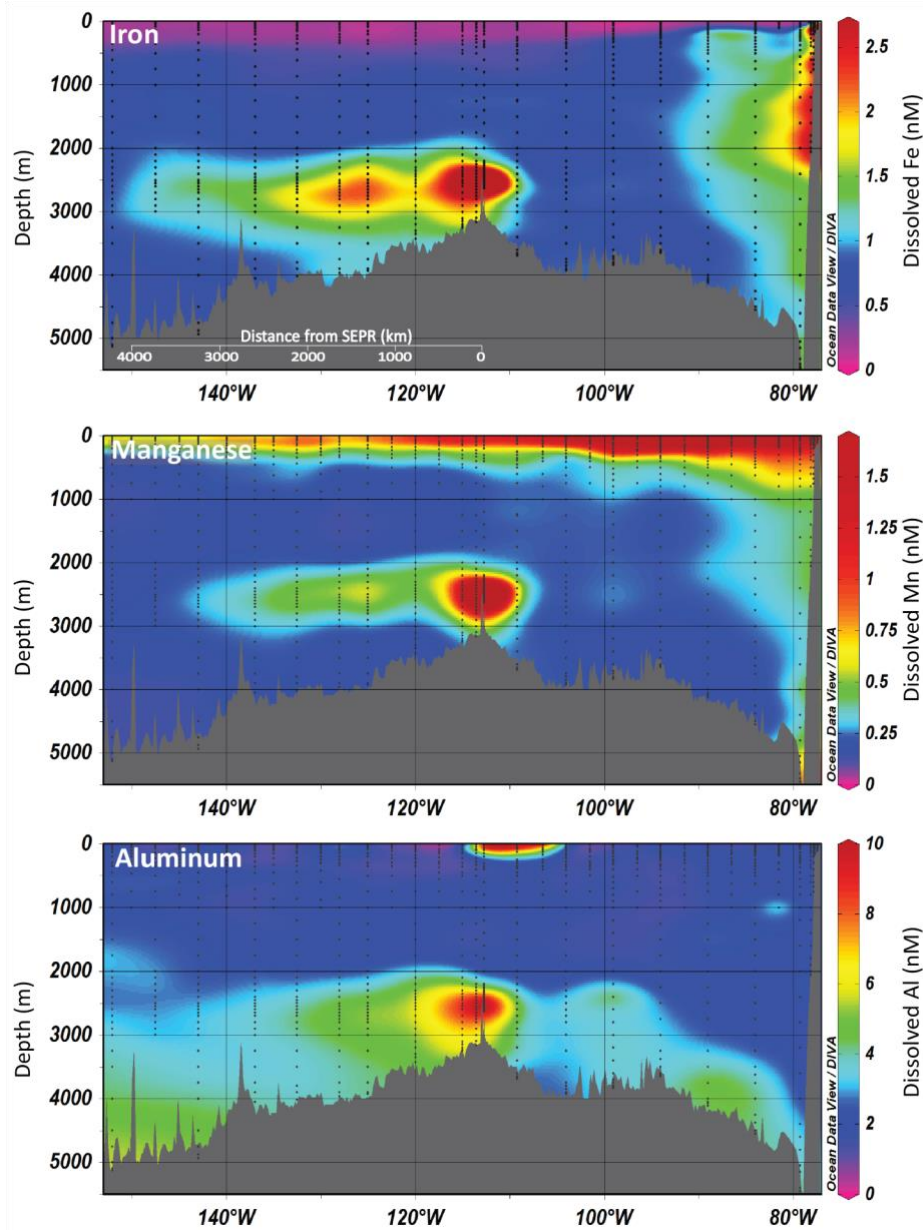 Iron
0
1000
2000
3000
4000
5000
Depth (m)
Distance from SEPR (km)
4000 3000 2000 1000 0
140°W 120°W 100°W 80°W
Ocean Data View / DIVA
2.5
2
1.5
1
0.5
0
Dissolved Fe (nM)
Manganese
0
1000
2000
3000
4000
5000
Depth (m)
140°W 120°W 100°W 80°W
Ocean Data View / DIVA
1.5
1.25
1
0.75
0.5
0.25
0
Dissolved Mn (nM)
Aluminum
0
1000
2000
3000
4000
5000
Depth (m)
140°W 120°W 100°W 80°W
Ocean Data View / DIVA
10
8
6
4
2
0
Dissolved Al (nM)